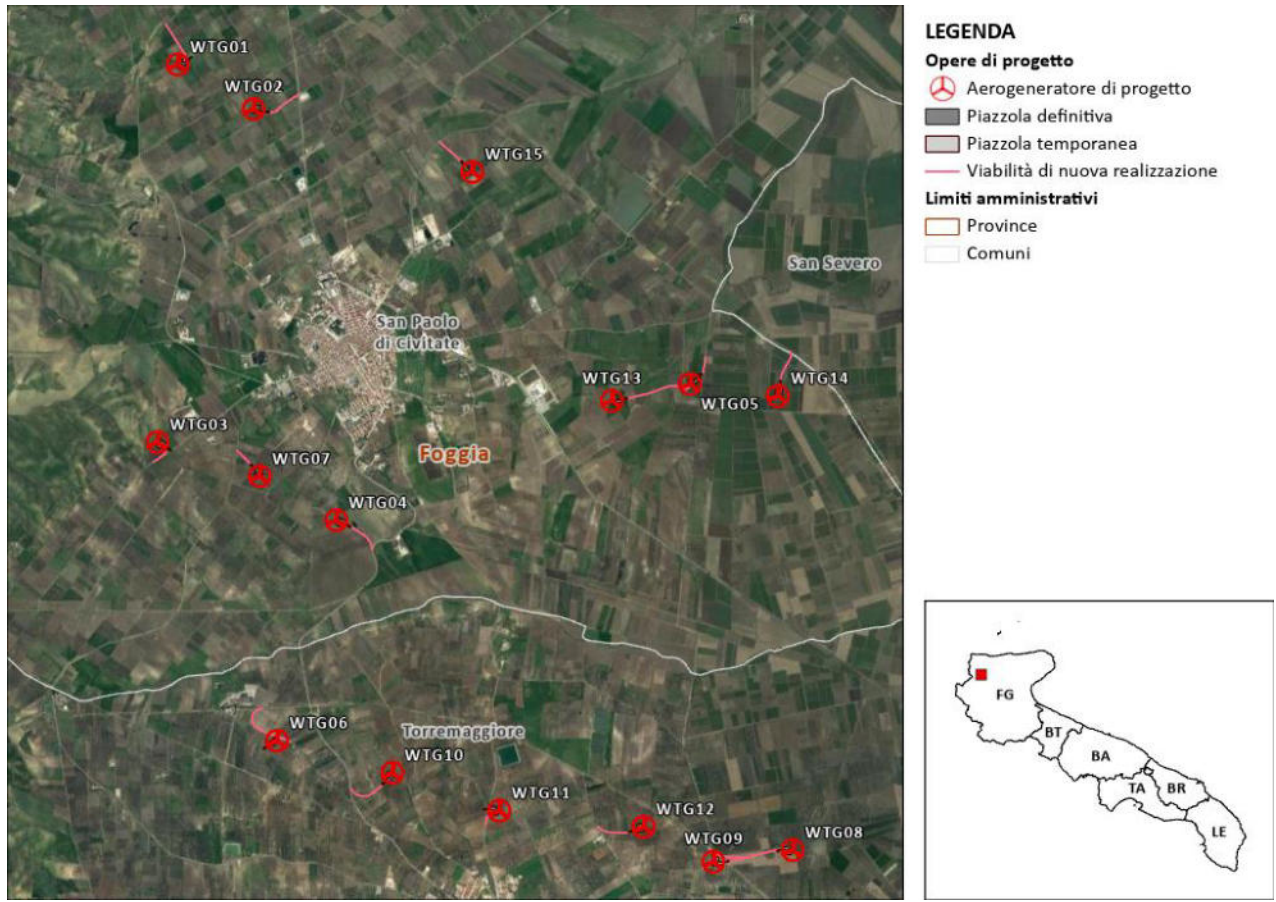 WTG01
WTG02
WTG15
San Severo
San Paolo
di Civitate
WTG13
WTG14
WTG05
WTG03
Foggia
WTG07
WTG04
WTG06
Torremaggiore
WTG10
WTG11
WTG12
WTG09
WTG08
LEGENDA
Opere di progetto
Aerogeneratore di progetto
Piazzola definitiva
Piazzola temporanea
Viabilità di nuova realizzazione
Limiti amministrativi
Province
Comuni
FG
BT
BA
TA
BR
LE